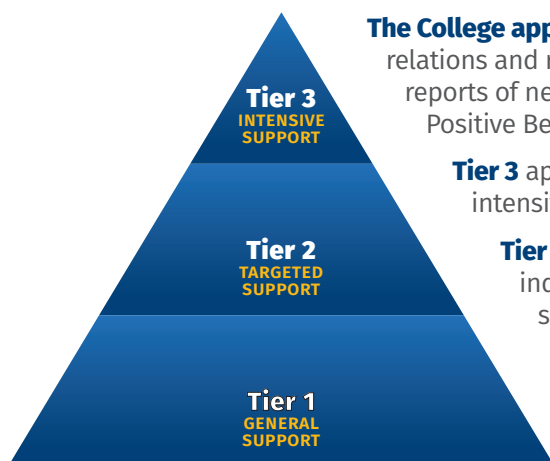 Tier 3
INTENSIVE
SUPPORT
Tier 2
TARGETED
SUPPORT
Tier 1
GENERAL
SUPPORT
The College app
relations and
reports of ne
Positive Be
Tier 3 ap
intensi
Tier